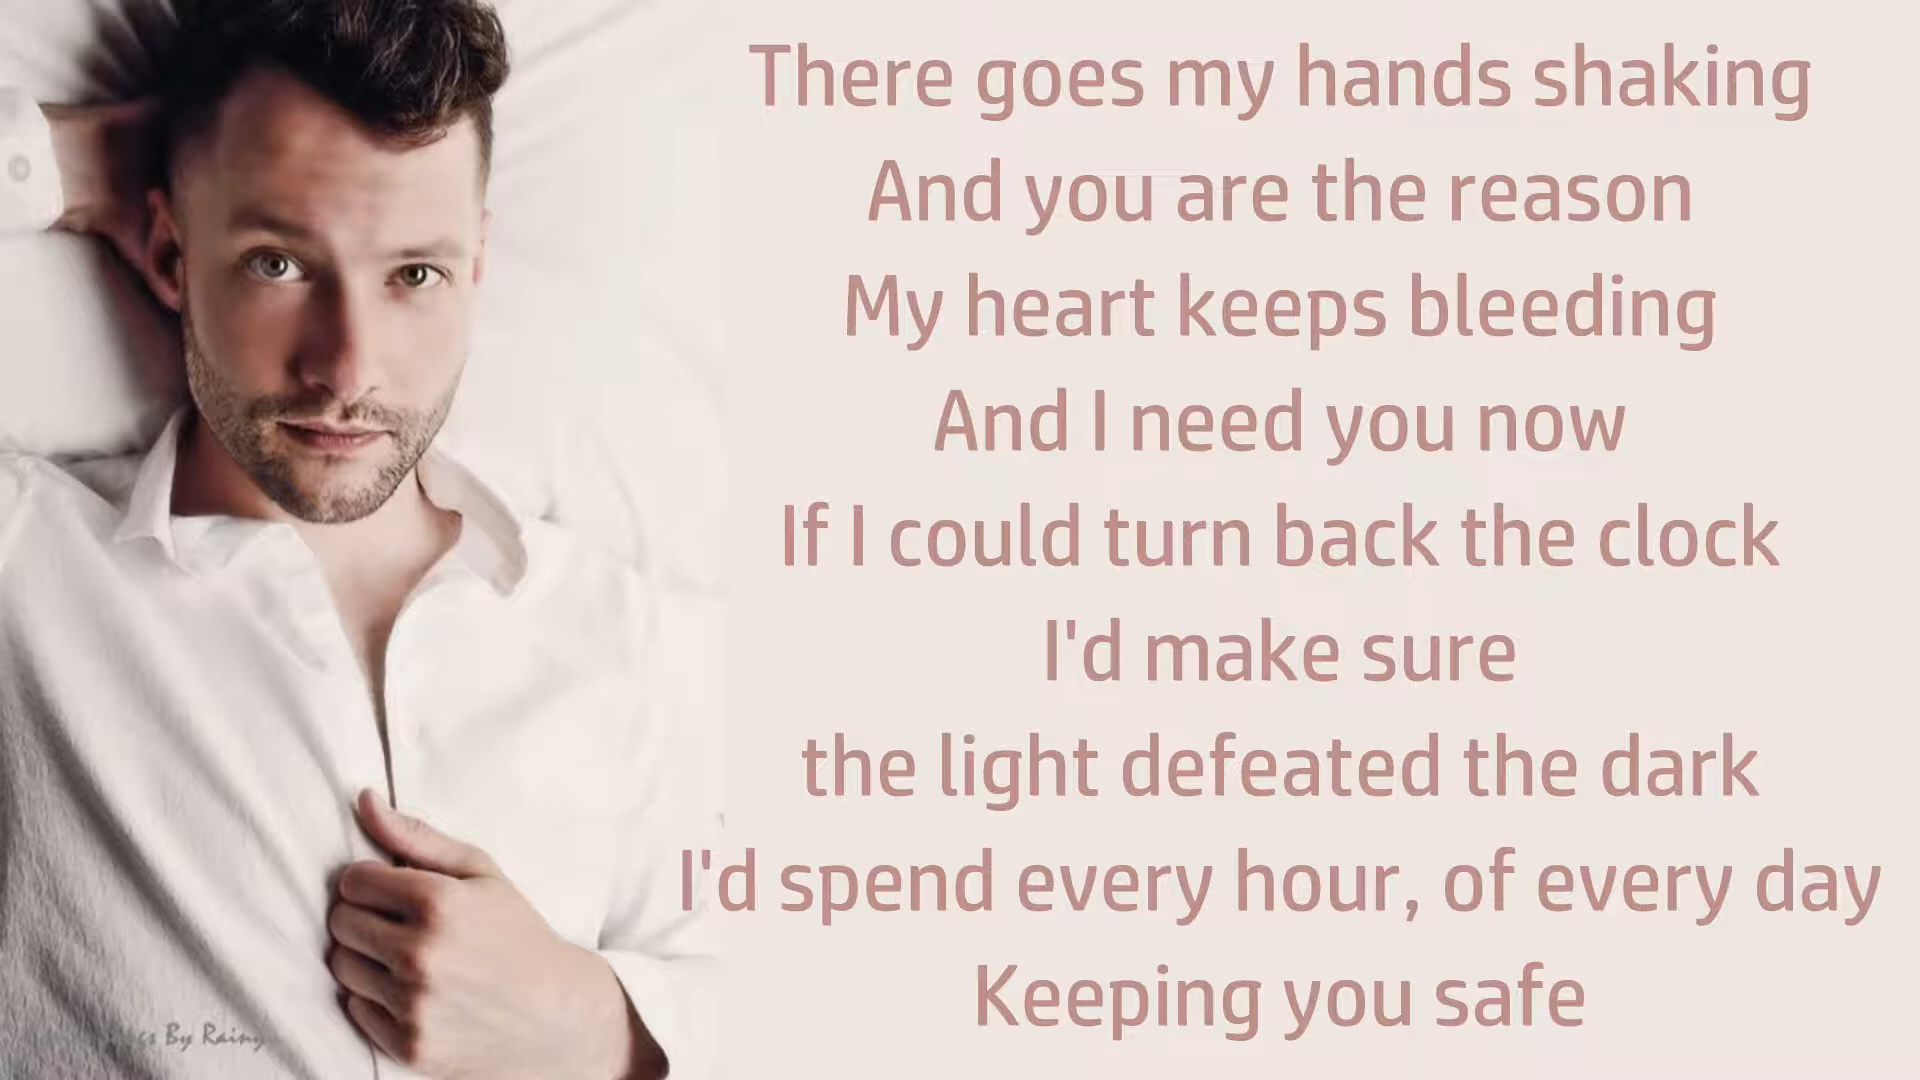 There goes my hands shaking
And you are the reason
My heart keeps bleeding
And I need you now
If I could turn back the clock
I'd make sure
the light defeated the dark
I'd spend every hour, of every day
Keeping you safe
By Rainy